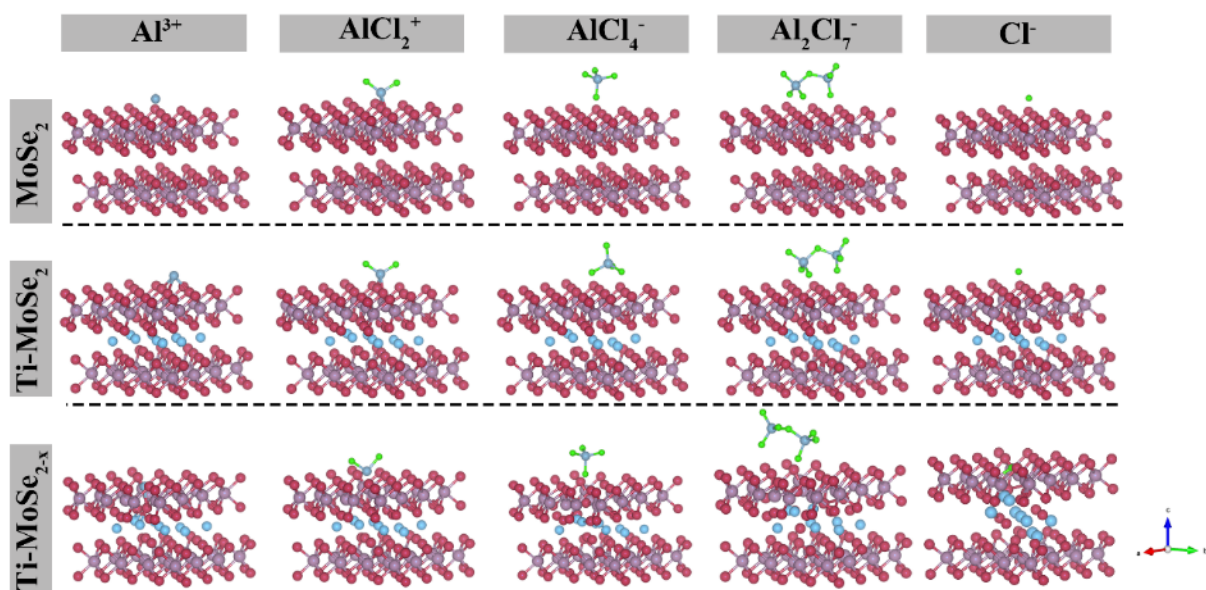 Al³⁺ AlCl₂⁺ AlCl₄⁻ Al₂Cl₇⁻ Cl⁻
MoSe₂
Ti-MoSe₂
Ti-MoSe₂₋ₓ
c
a
b